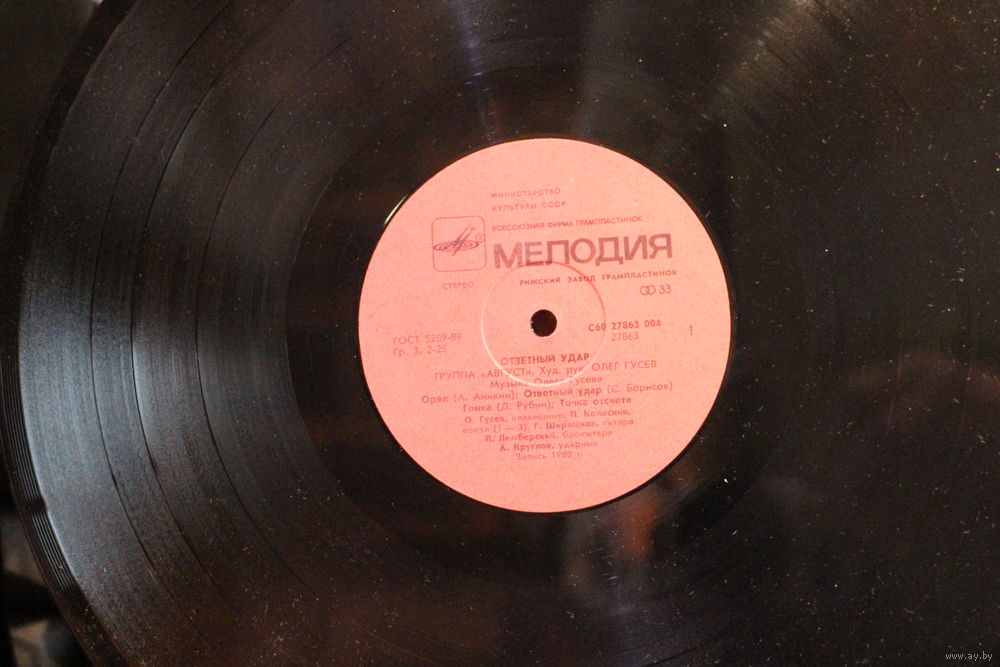 МИНИСТЕРСТВО
КУЛЬТУРЫ СССР
ВСЕСОЮЗНАЯ ФИРМА ГРАМПЛАСТИНОК
МЕЛОДИЯ
РИЖСКИЙ ЗАВОД ГРАМПЛАСТИНОК
СТЕРЕО
33
ГОСТ 5289-88
Гр. 3. 2-25
С60 27863 004
27863
1
ОТВЕТНЫЙ УДАР
ГРУППА «АВГУСТ», Худ. рук. ОЛЕГ ГУСЕВ
Музыка Олега Гусева
Орел (А. Аникин); Ответный удар (С. Борисов)
Гонка (Д. Рубин); Точка отсчета
О. Гусев, клавишные, П. Колесник,
вокал (1—3). Г. Ширшаков, гитара
Л. Лемберский, бас-гитара
А. Круглов, ударные
Запись 1988 г.
www.ay.by